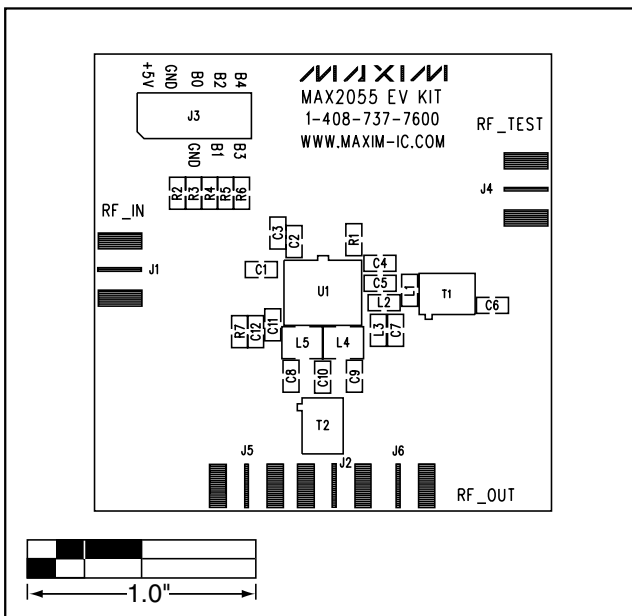 MAXIM
MAX2055 EV KIT
1-408-737-7600
WWW.MAXIM-IC.COM
+5V
GND
B0
B2
B4
J3
GND
B1
B3
R2
R3
R4
R5
R6
RF_TEST
J4
RF_IN
J1
C3
C2
R1
C1
U1
C4
C5
L2
L1
T1
C6
R7
C12
C11
L5
L4
L3
C7
C8
C10
C9
T2
J5
J2
J6
RF_OUT
1.0"